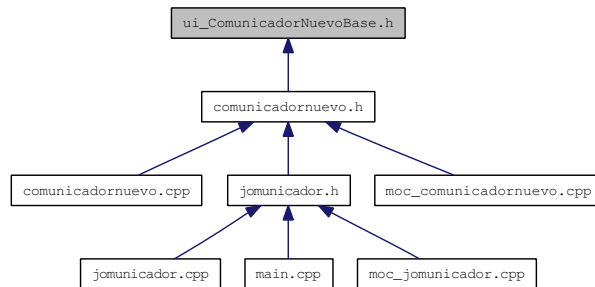 ui_ComunicadorNuevoBase.h
comunicadornuevo.h
comunicadornuevo.cpp
jomunicador.h
moc_comunicadornuevo.cpp
jomunicador.cpp
main.cpp
moc_jomunicador.cpp